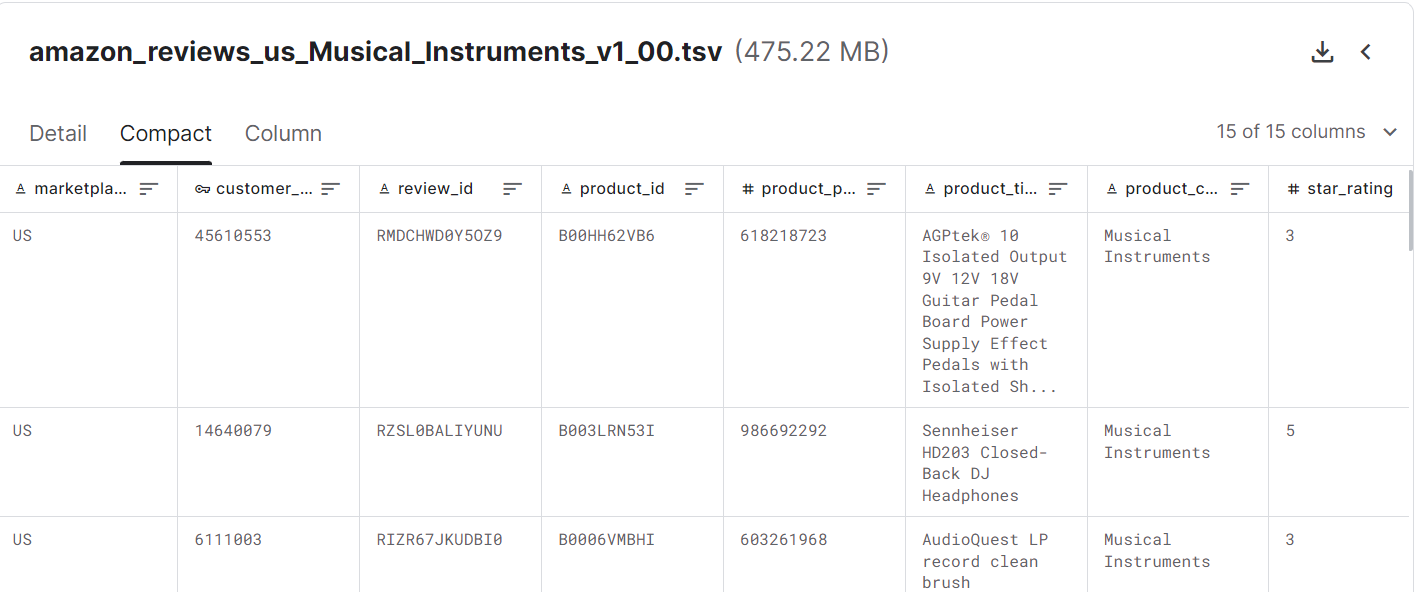 amazon_reviews_us_Musical_Instruments_v1_00.tsv (475.22 MB)
Detail Compact Column 15 of 15 columns
marketpla... customer_... review_id product_id # product_p... product_ti... product_c... # star_rating
US 45610553 RMDCHWD0Y5OZ9 B00HH62VB6 618218723 AGPtek® 10 Musical 3
Isolated Output Instruments
9V 12V 18V
Guitar Pedal
Board Power
Supply Effect
Pedals with
Isolated Sh...
US 14640079 RZSL0BALIYUNU B003LRN53I 986692292 Sennheiser Musical 5
HD203 Closed- Instruments
Back DJ
Headphones
US 6111003 RIZR67JKUDBI0 B0006VMBHI 603261968 AudioQuest LP Musical 3
record clean Instruments
brush